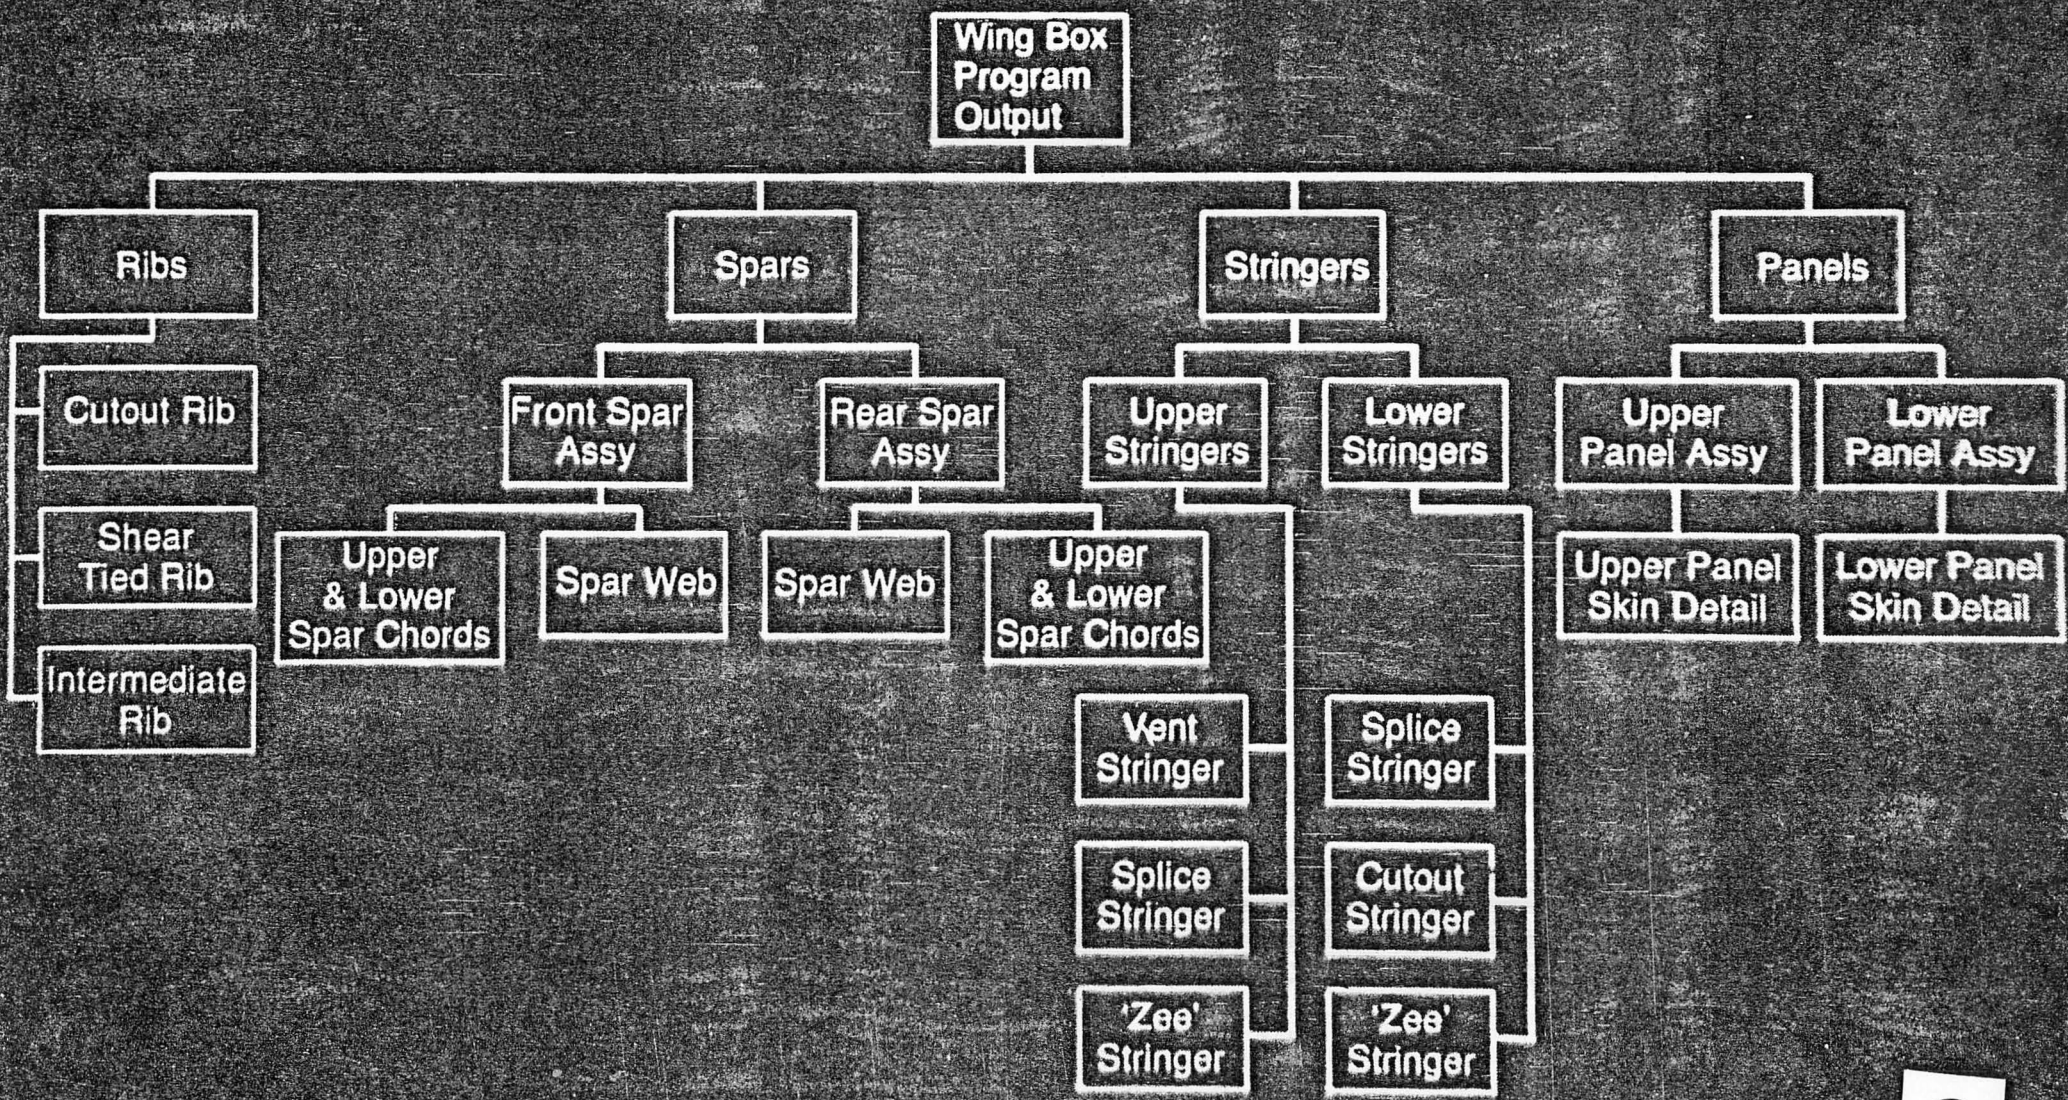 Wing Box
Program
Output
Ribs
Spars
Stringers
Panels
Cutout Rib
Shear
Tied Rib
Intermediate
Rib
Front Spar
Assy
Rear Spar
Assy
Upper
& Lower
Spar Chords
Spar Web
Spar Web
Upper
& Lower
Spar Chords
Upper
Stringers
Lower
Stringers
Vent
Stringer
Splice
Stringer
'Zee'
Stringer
Splice
Stringer
Cutout
Stringer
'Zee'
Stringer
Upper
Panel Assy
Lower
Panel Assy
Upper Panel
Skin Detail
Lower Panel
Skin Detail